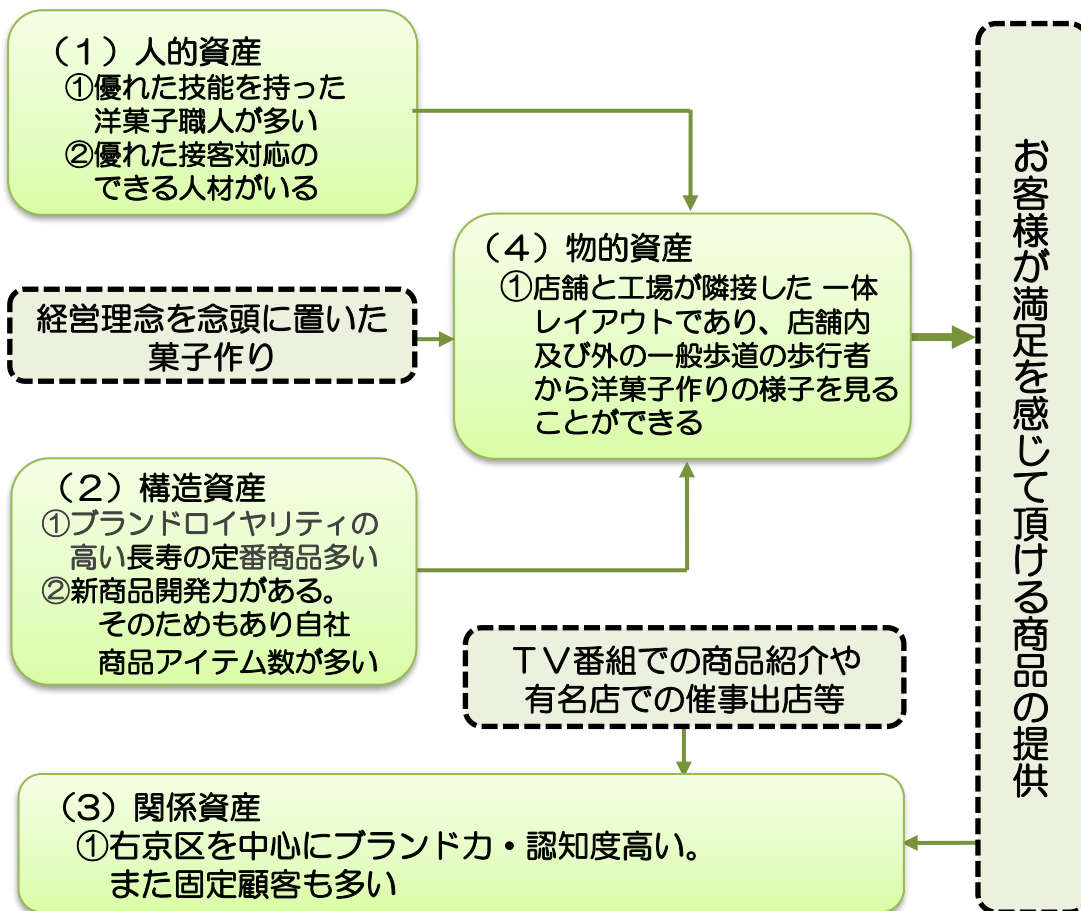 （１）人的資産
①優れた技能を持った
洋菓子職人が多い
②優れた接客対応の
できる人材がいる
経営理念を念頭に置いた
菓子作り
（２）構造資産
①ブランドロイヤリティの
高い長寿の定番商品多い
②新商品開発力がある。
そのためもあり自社
商品アイテム数が多い
（４）物的資産
①店舗と工場が隣接した 一体
レイアウトであり、店舗内
及び外の一般歩道の歩行者
から洋菓子作りの様子を見る
ことができる
ＴＶ番組での商品紹介や
有名店での催事出店等
（３）関係資産
①右京区を中心にブランド力・認知度高い。
また固定顧客も多い
お客様が満足を感じて頂ける商品の提供